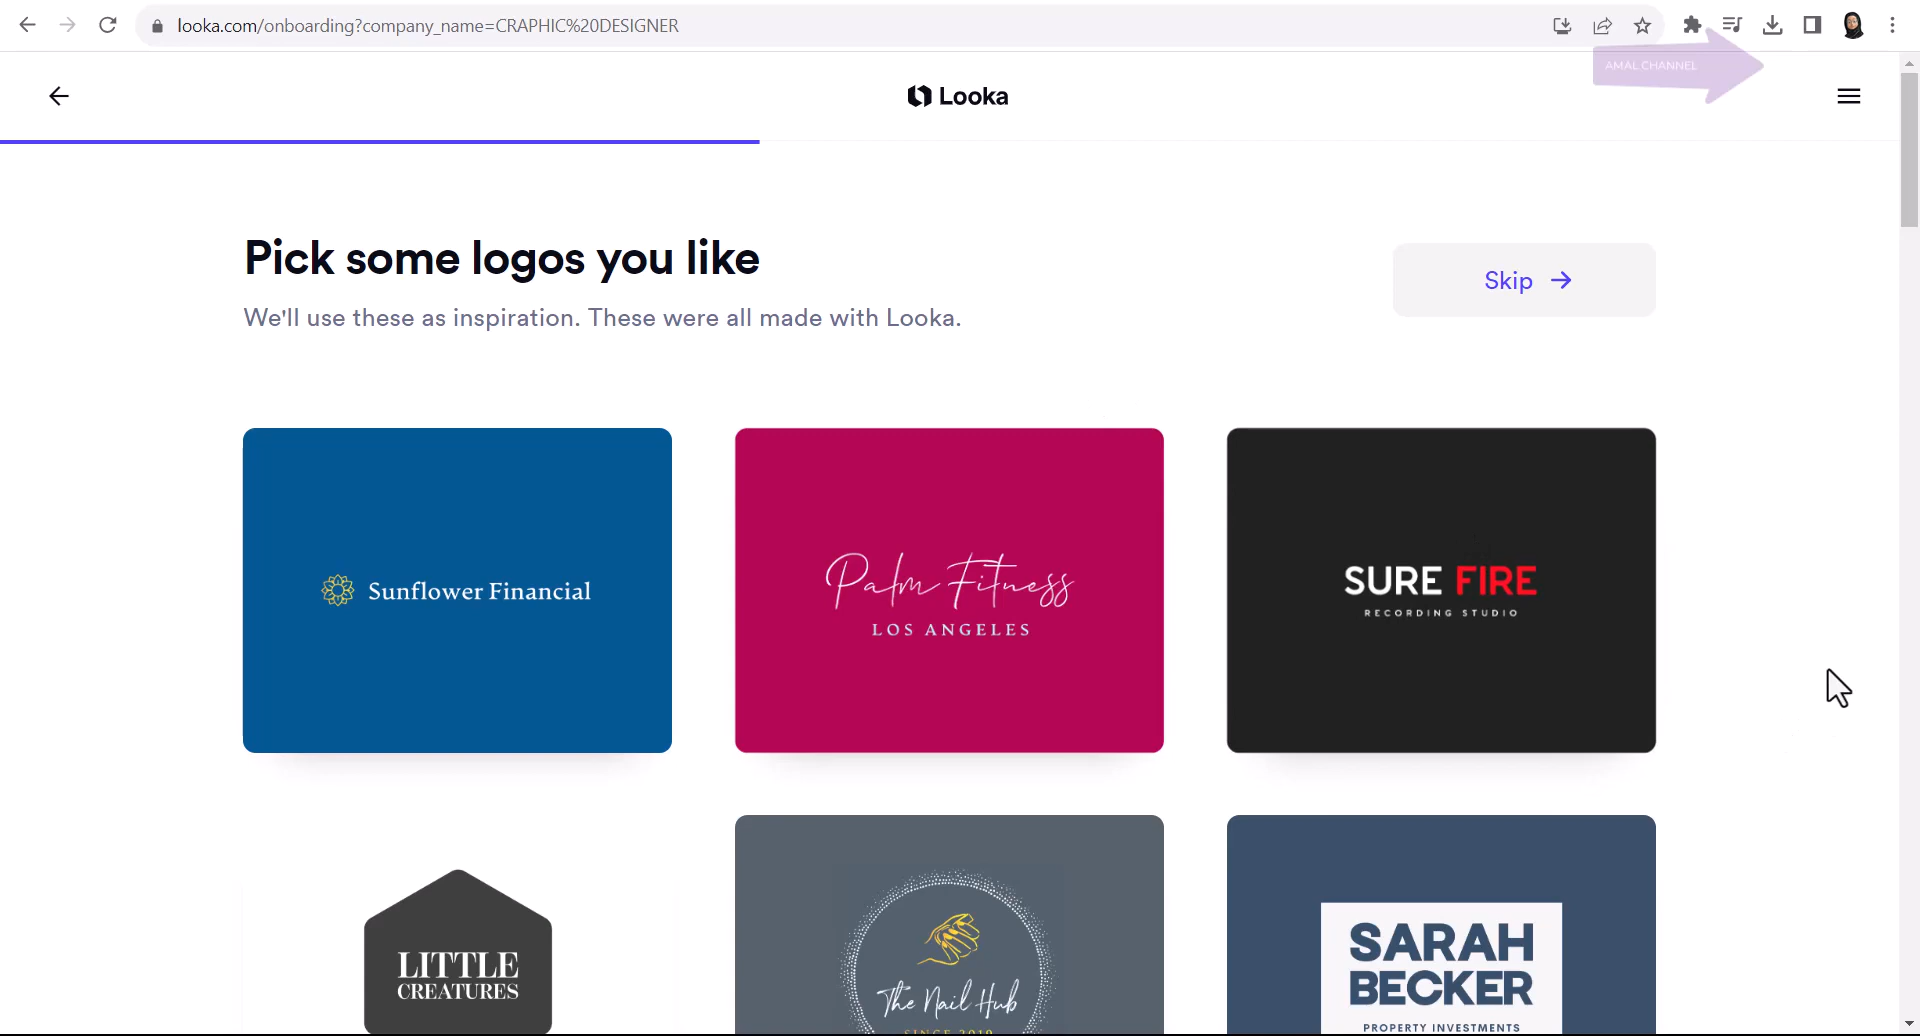 looka.com/onboarding?company_name=CRAPHIC%20DESIGNER
AMAL CHANNEL
Looka
Pick some logos you like
Skip
We'll use these as inspiration. These were all made with Looka.
Sunflower Financial
Palm Fitness
LOS ANGELES
SURE FIRE
RECORDING STUDIO
LITTLE
CREATURES
The Nail Hub
SINCE 2019
SARAH
BECKER
PROPERTY INVESTMENTS